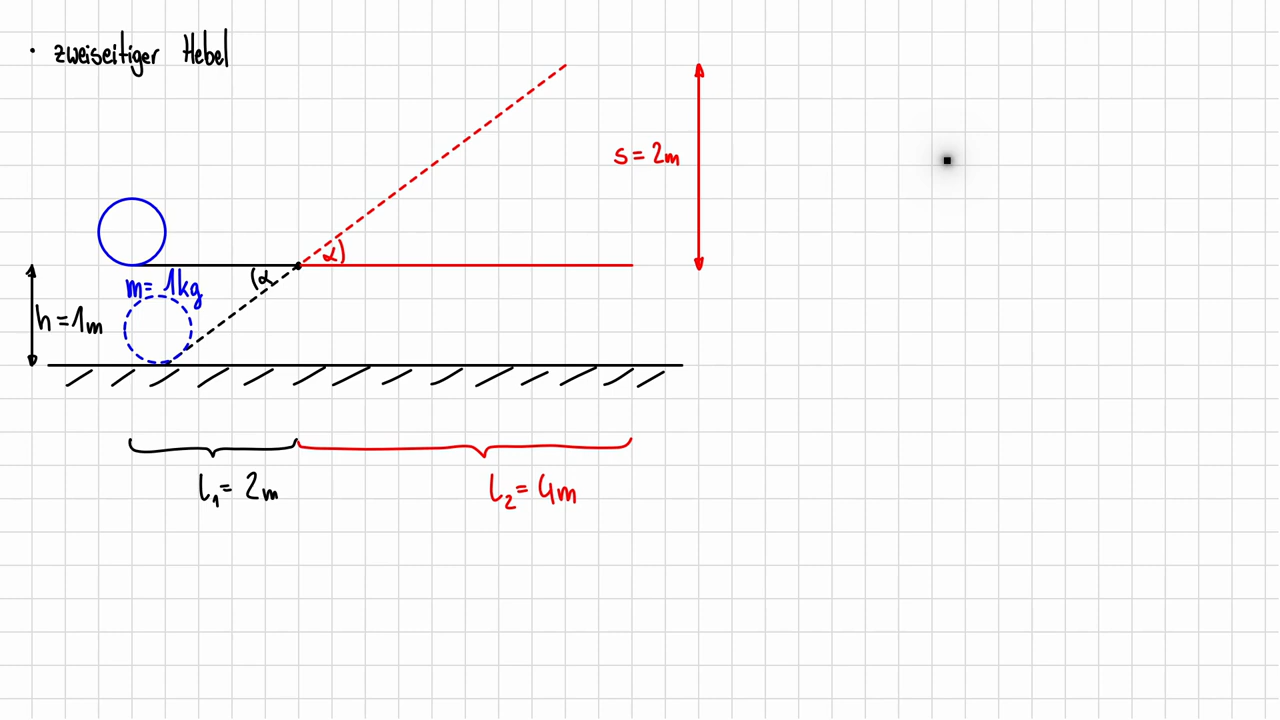 · zweiseitiger Hebel
s = 2m
α)
(α
m = 1kg
h = 1m
l₁ = 2m
l₂ = 4m